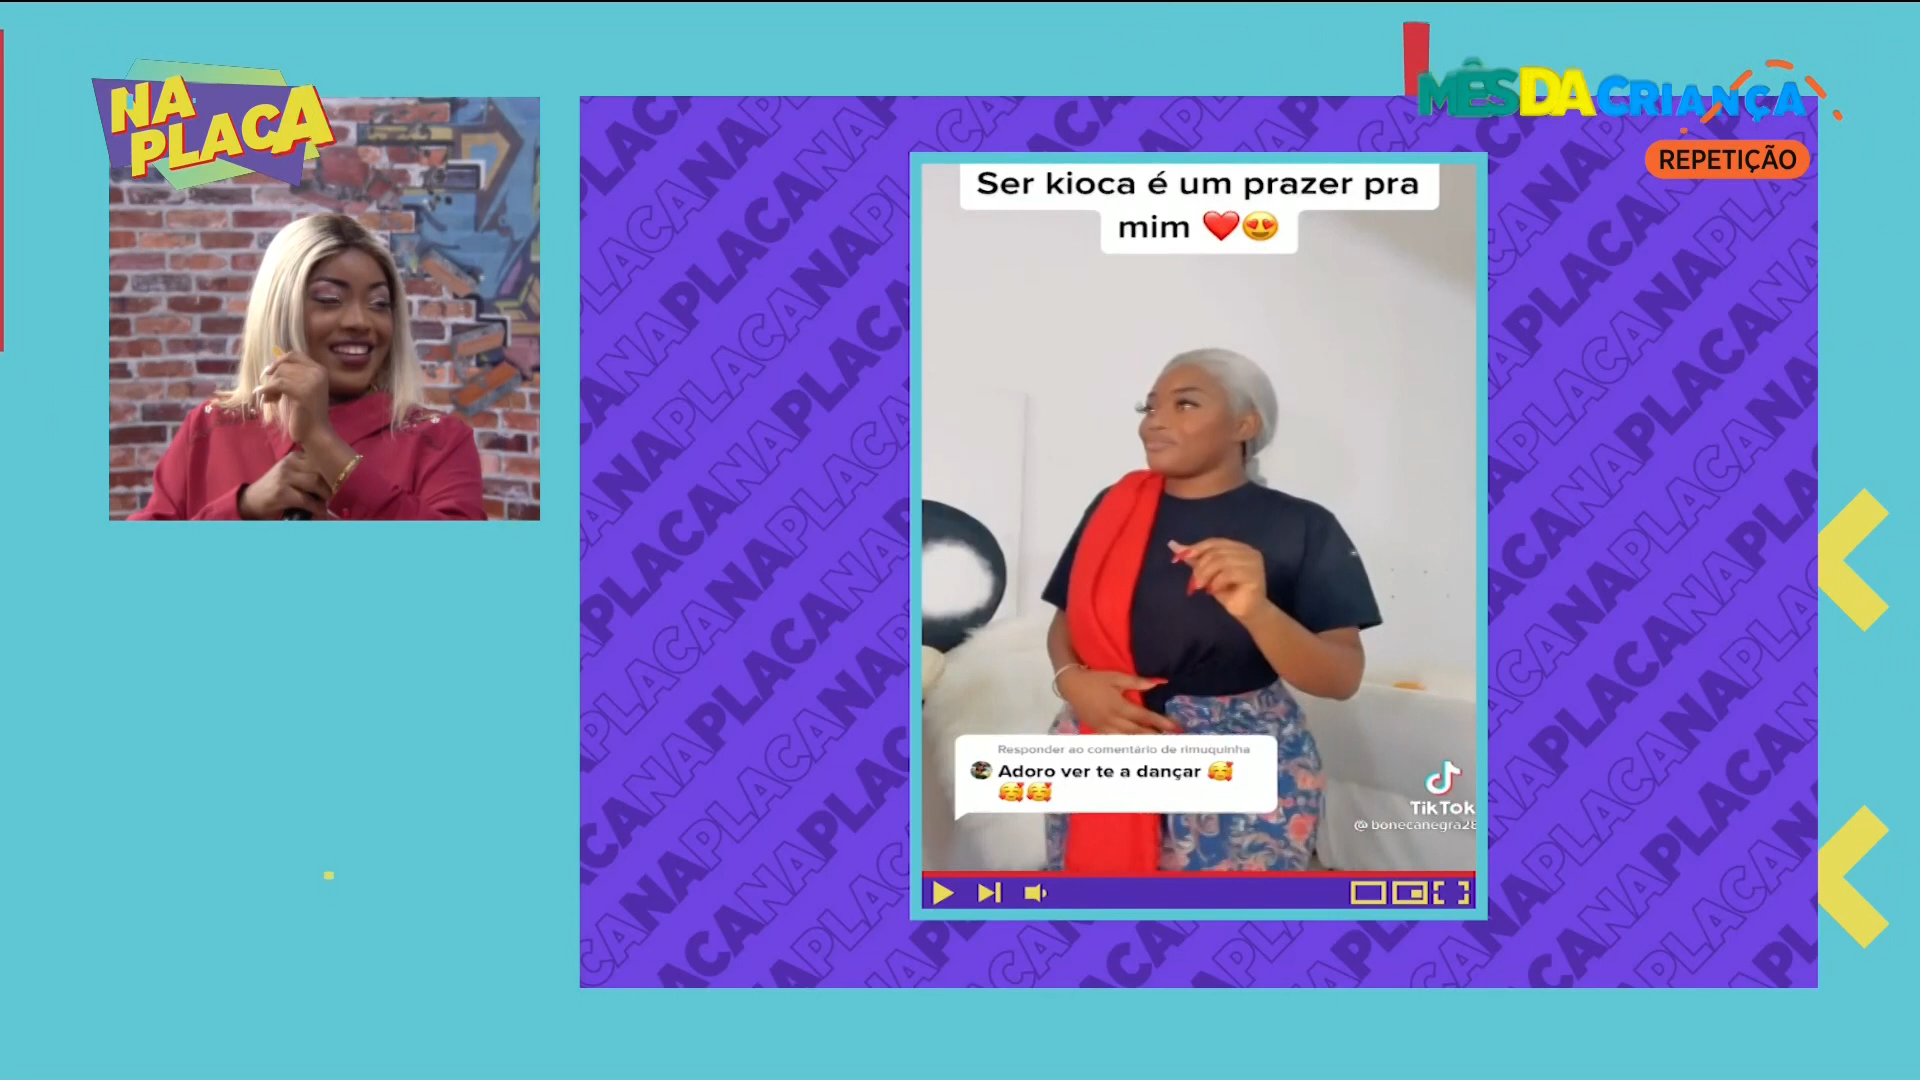 NA
PLACA
MÊS DA CRIANÇA
REPETIÇÃO
Ser kioca é um prazer pra
mim ❤️😍
Responder ao comentário de rimuquinha
Adoro ver te a dançar 🥰
🥰🥰
TikTok
@bonecanegra28